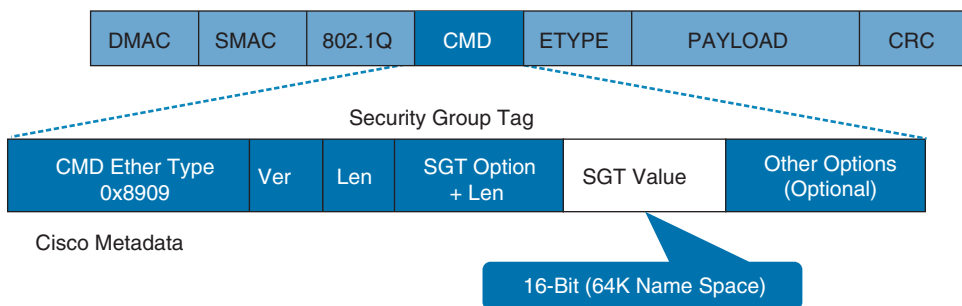 DMAC SMAC 802.1Q CMD ETYPE PAYLOAD CRC
Security Group Tag
CMD Ether Type
0x8909
Ver
Len
SGT Option
+ Len
SGT Value
Other Options
(Optional)
Cisco Metadata
16-Bit (64K Name Space)